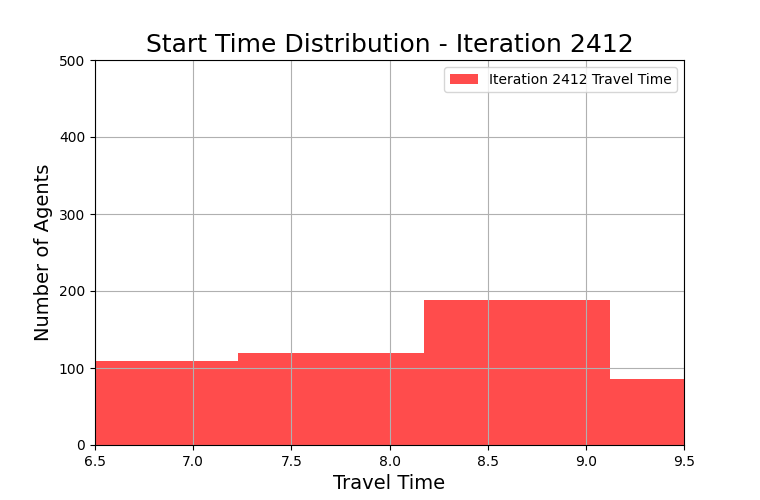 Start Time Distribution - Iteration 2412
Iteration 2412 Travel Time
Number of Agents
500
400
300
200
100
0
6.5 7.0 7.5 8.0 8.5 9.0 9.5
Travel Time